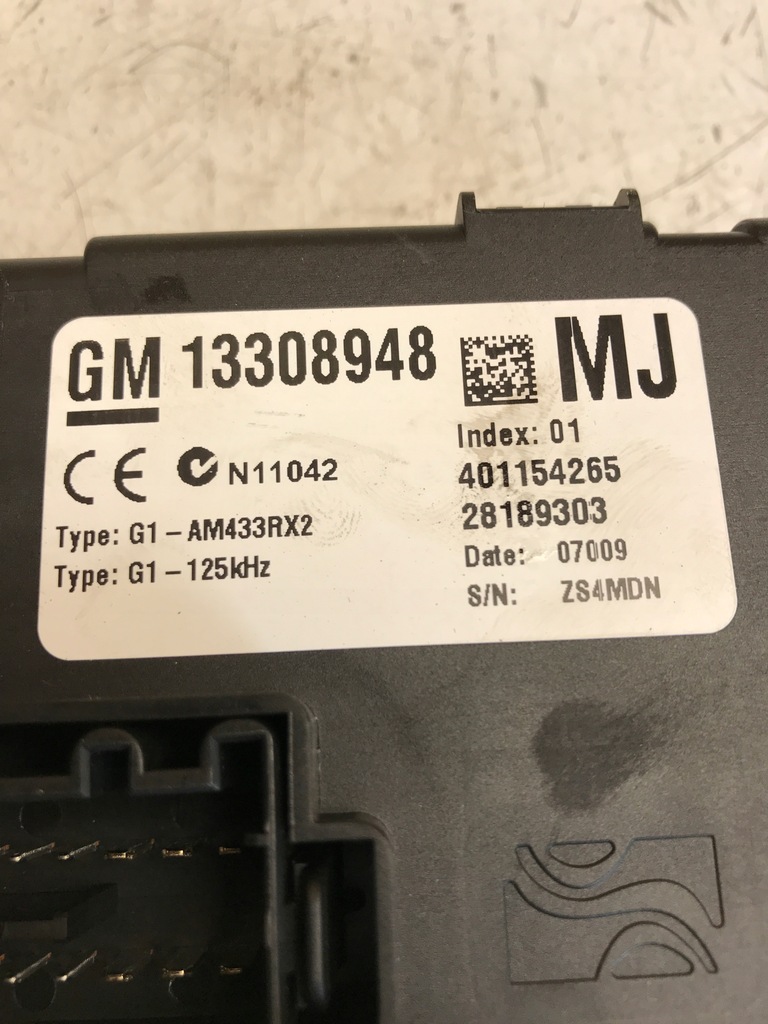 GM 13308948 MJ
Index: 01
CE N11042 401154265
28189303
Type: G1-AM433RX2
Date: 07009
Type: G1-125kHz
S/N: ZS4MDN